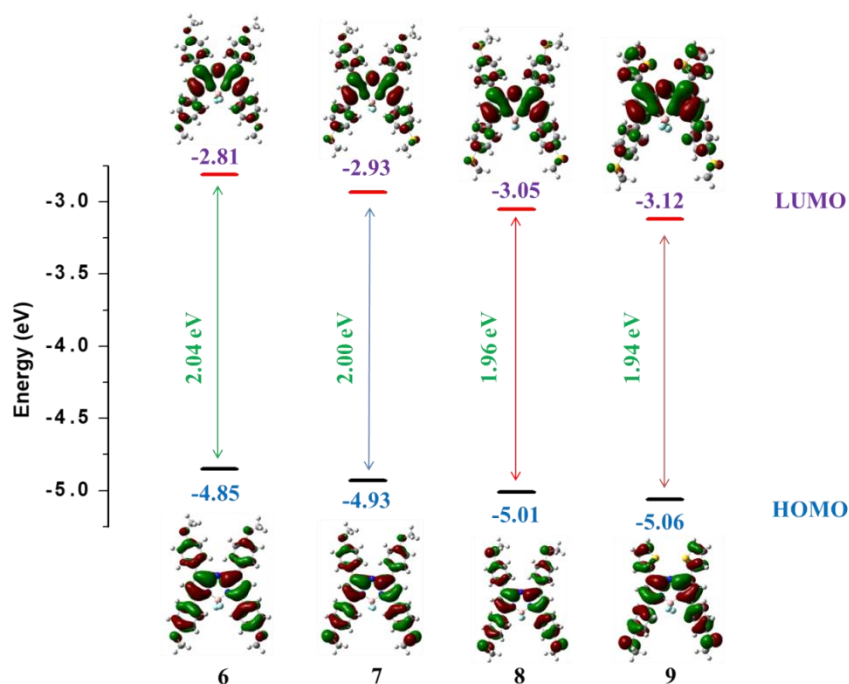 -2.81
-2.93
-3.05
-3.12
LUMO
-3.0
-3.5
-4.0
-4.5
-5.0
Energy (eV)
2.04 eV
2.00 eV
1.96 eV
1.94 eV
-4.85
-4.93
-5.01
-5.06
HOMO
6
7
8
9